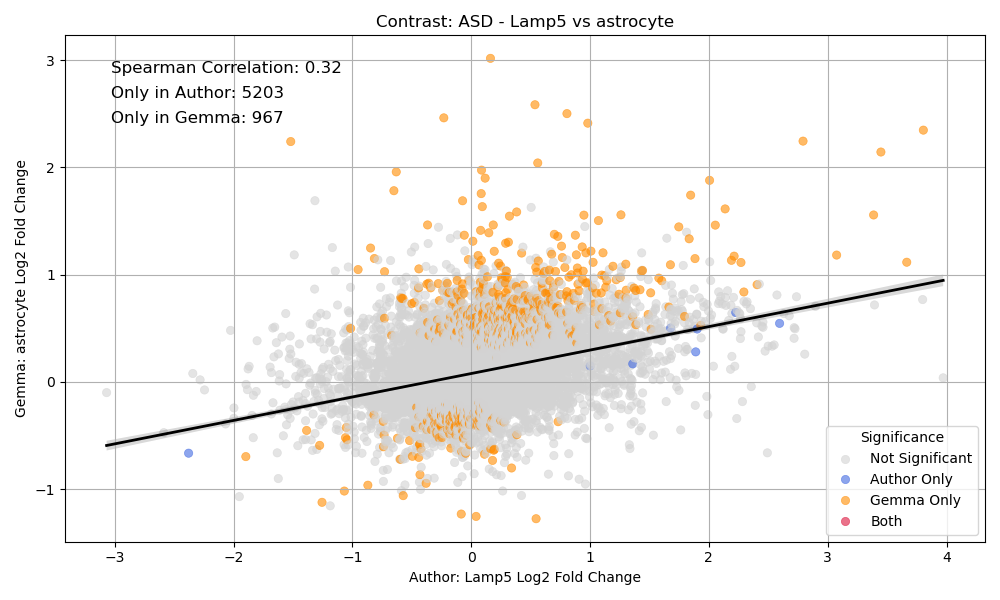 Contrast: ASD - Lamp5 vs astrocyte
Spearman Correlation: 0.32
Only in Author: 5203
Only in Gemma: 967
3
2
1
0
−1
Gemma: astrocyte Log2 Fold Change
−3
−2
−1
0
1
2
3
4
Author: Lamp5 Log2 Fold Change
Significance
Not Significant
Author Only
Gemma Only
Both